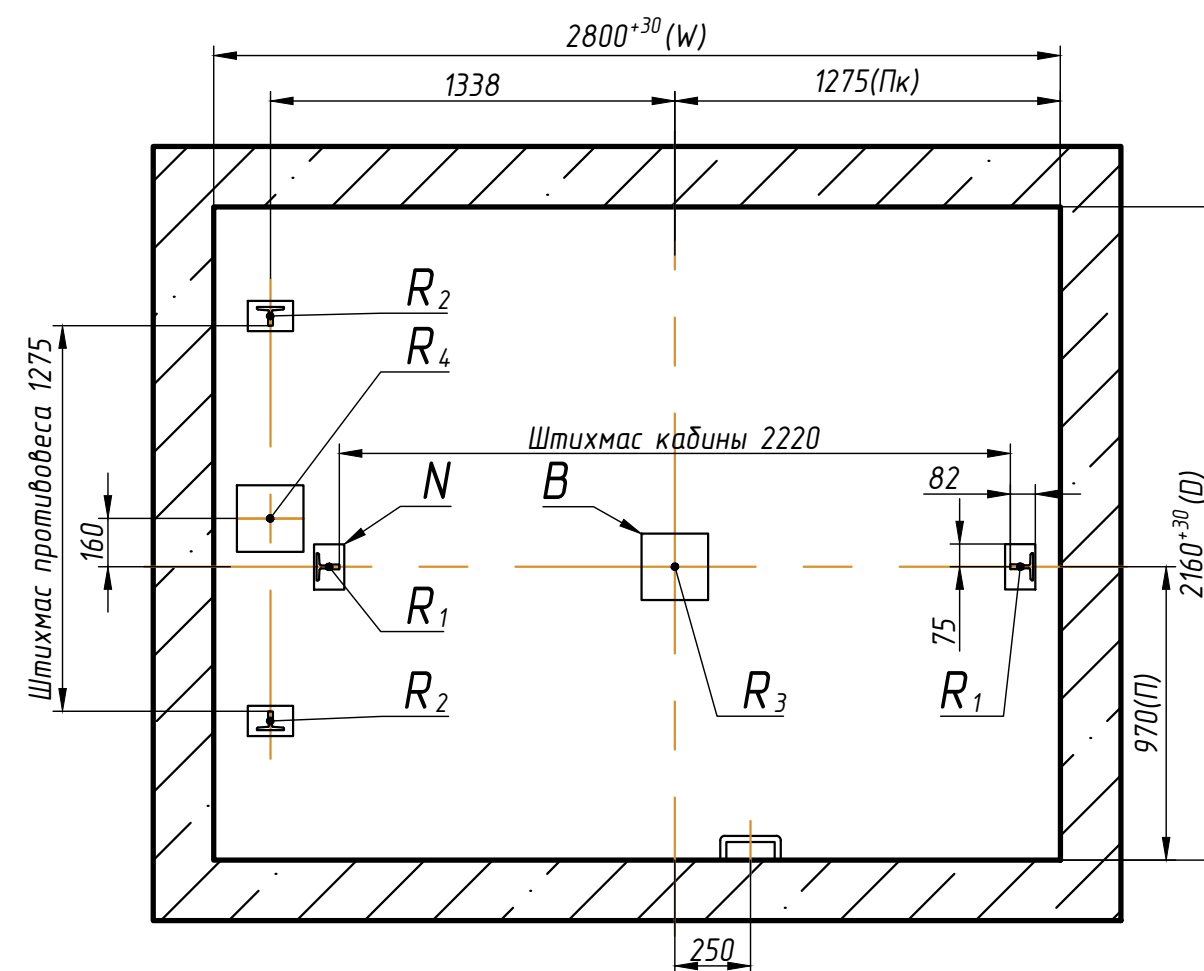 2800⁺³⁰(W)
1338
1275(Пк)
R₂
R₄
Штихмас противовеса 1275
Штихмас кабины 2220
N
B
82
160
2160⁺³⁰(D)
R₁
75
R₂
R₃
R₁
970(П)
250